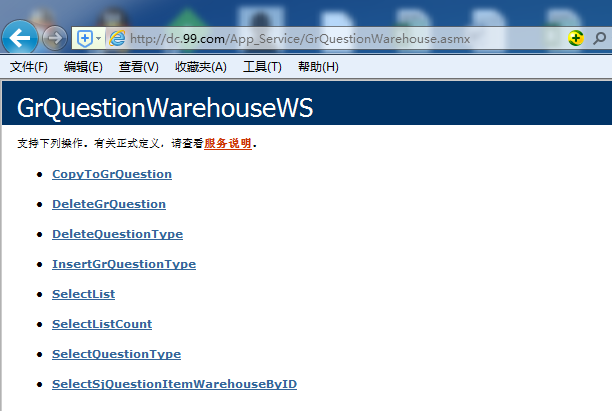 http://dc.99.com/App_Service/GrQuestionWarehouse.asmx
文件(F) 编辑(E) 查看(V) 收藏夹(A) 工具(T) 帮助(H)
GrQuestionWarehouseWS
支持下列操作。有关正式定义，请查看服务说明。
CopyToGrQuestion
DeleteGrQuestion
DeleteQuestionType
InsertGrQuestionType
SelectList
SelectListCount
SelectQuestionType
SelectSjQuestionItemWarehouseByID